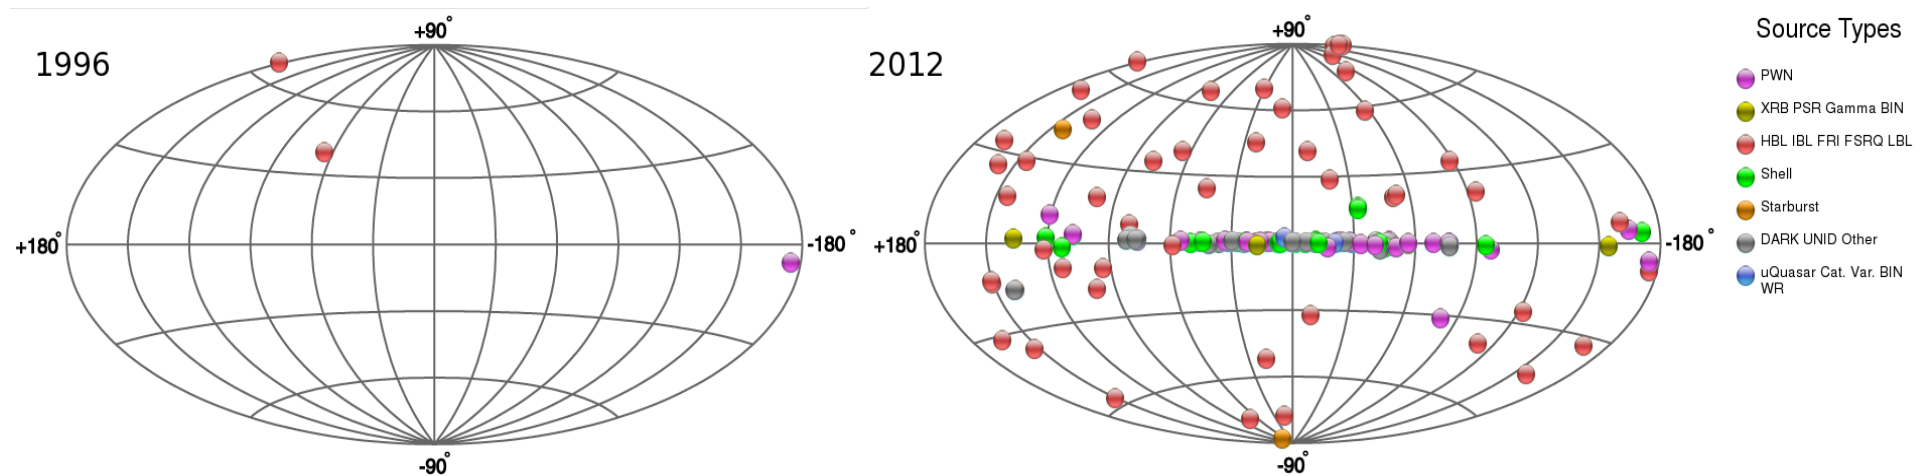 1996
+90°
+180°
-180°
-90°
2012
+90°
+180°
-180°
-90°
Source Types
PWN
XRB PSR Gamma BIN
HBL IBL FRI FSRQ LBL
Shell
Starburst
DARK UNID Other
uQuasar Cat. Var. BIN
WR